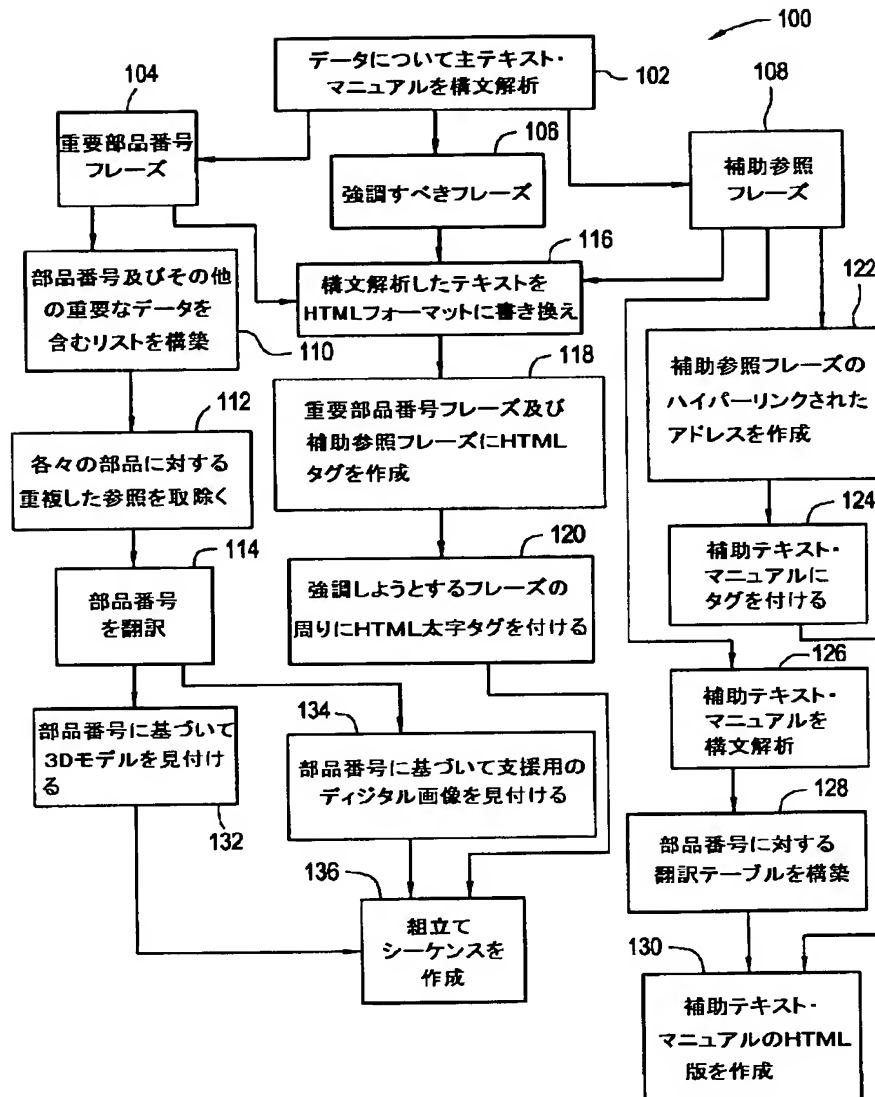 100
データについて主テキスト・
マニュアルを構文解析
102
104
重要部品番号
フレーズ
106
強調すべきフレーズ
108
補助参照
フレーズ
部品番号及びその他
の重要なデータを
含むリストを構築
110
116
構文解析したテキストを
HTMLフォーマットに書き換え
122
補助参照フレーズの
ハイパーリンクされた
アドレスを作成
112
各々の部品に対する
重複した参照を取除く
118
重要部品番号フレーズ及び
補助参照フレーズにHTML
タグを作成
124
補助テキスト・
マニュアルに
タグを付ける
114
部品番号
を翻訳
120
強調しようとするフレーズの
周りにHTML太字タグを付ける
126
補助テキスト・
マニュアルを
構文解析
部品番号に基づいて
3Dモデルを見付け
る
132
134
部品番号に基づいて支援用の
ディジタル画像を見付ける
128
部品番号に対する
翻訳テーブルを構築
136
組立て
シーケンスを
作成
130
補助テキスト・
マニュアルのHTML
版を作成